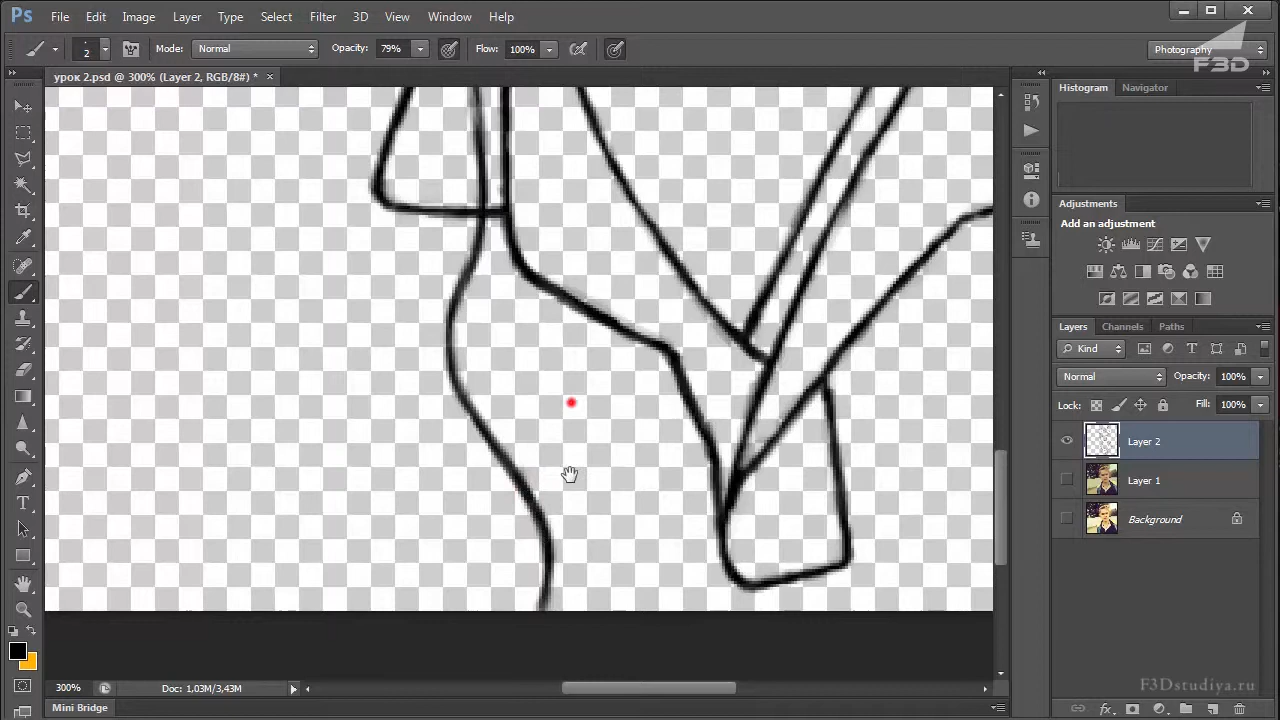 Ps File Edit Image Layer Type Select Filter 3D View Window Help
2 Mode: Normal Opacity: 79% Flow: 100% Photography
F3D
урок 2.psd @ 300% (Layer 2, RGB/8#) * ×
Histogram Navigator
Adjustments
Add an adjustment
Layers Channels Paths
Kind
Normal Opacity: 100%
Lock: Fill: 100%
Layer 2
Layer 1
Background
300% Doc: 1,03M/3,43M
F3Dstudiya.ru
Mini Bridge